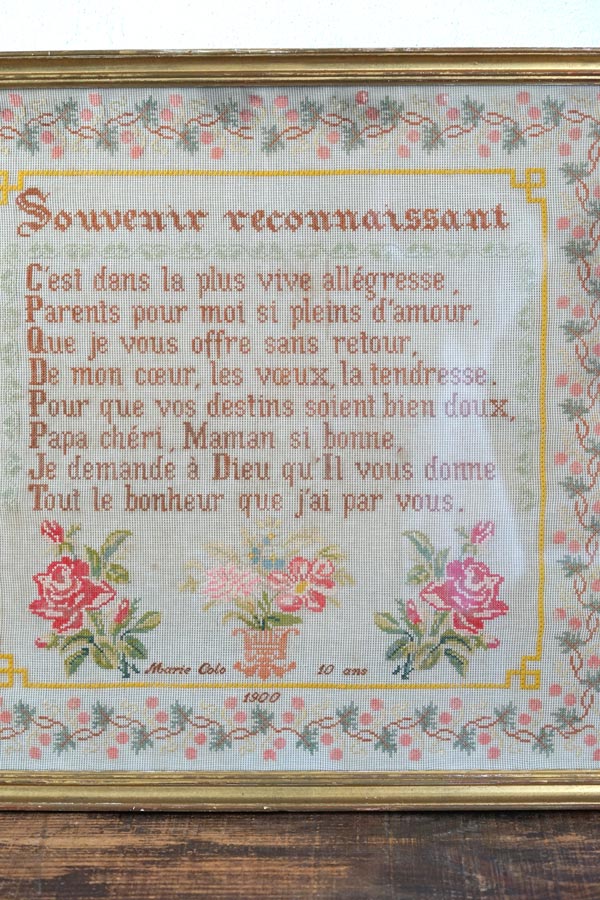 Souvenir reconnaissant
C'est dans la plus vive allégresse,
Parents pour moi si pleins d'amour,
Que je vous offre sans retour,
De mon cœur, les vœux, la tendresse.
Pour que vos destins soient bien doux,
Papa chéri, Maman si bonne,
Je demande à Dieu qu'Il vous donne
Tout le bonheur que j'ai par vous.
Marie Colo 10 ans
1900